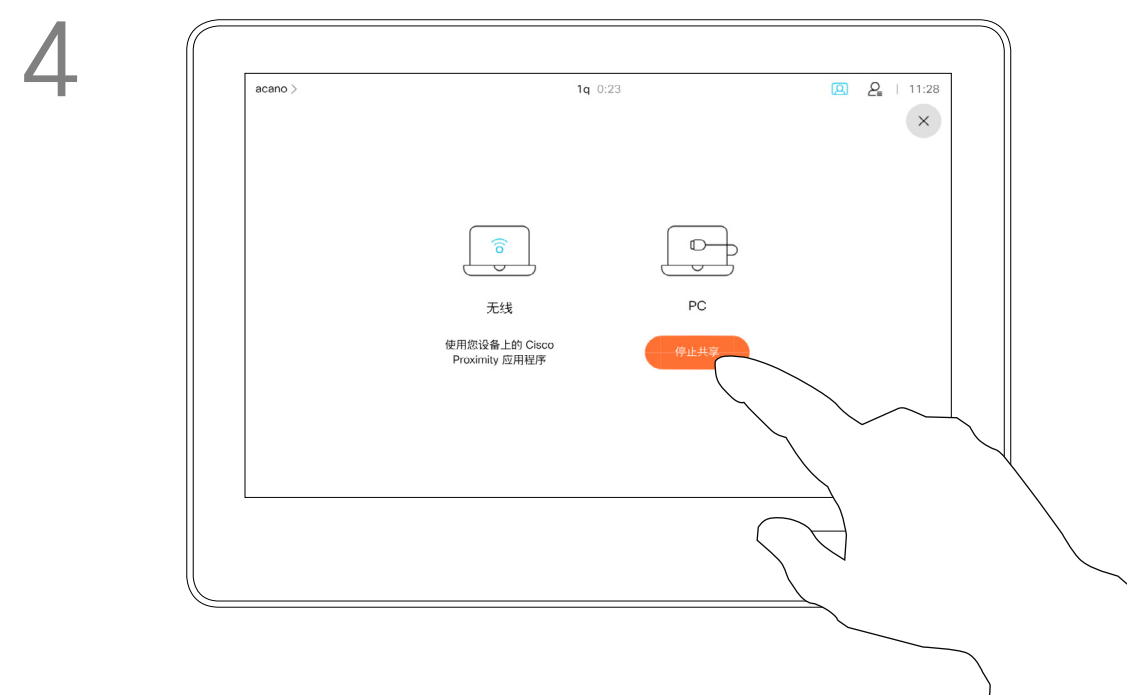 4
acano >
1q 0:23
11:28
无线
PC
使用您设备上的 Cisco
Proximity 应用程序
停止共享